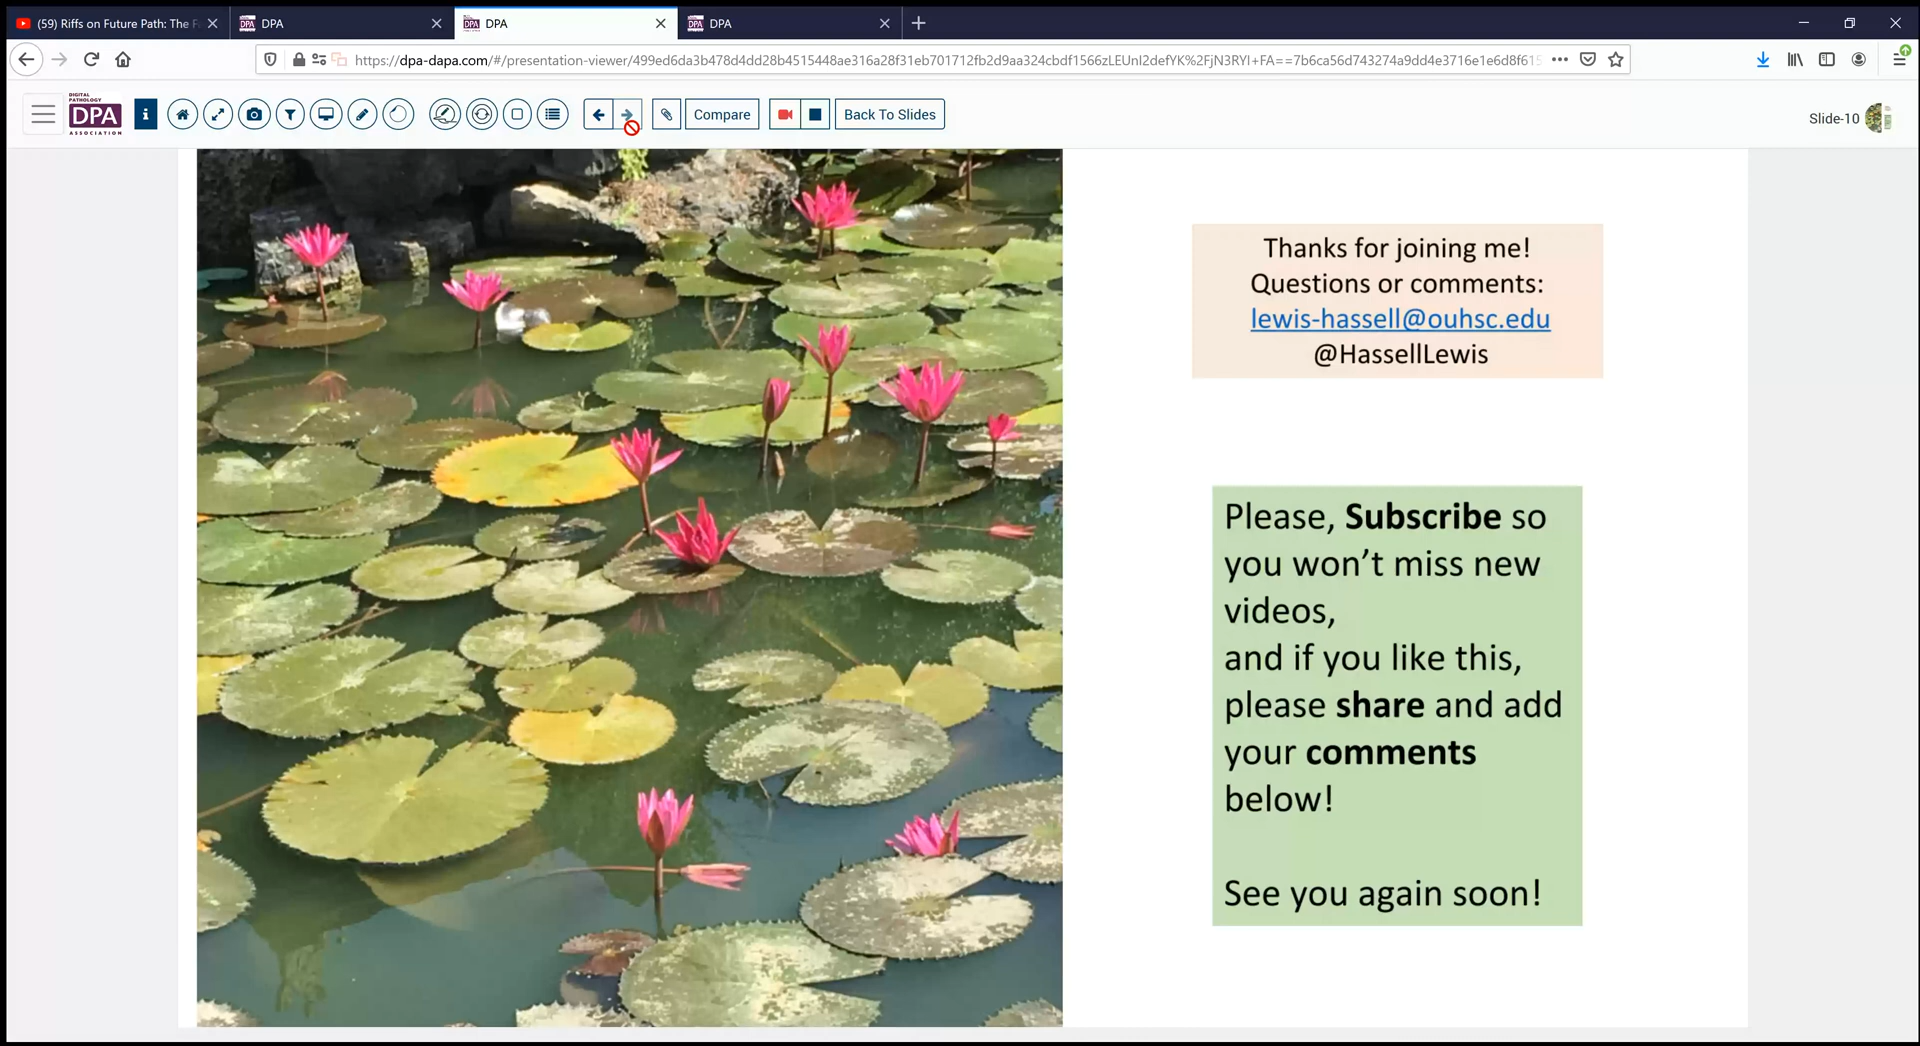 (59) Riffs on Future Path: The F
DPA
DPA
DPA
https://dpa-dapa.com/#/presentation-viewer/499ed6da3b478d4dd28b4515448ae316a28f31eb701712fb2d9aa324cbdf1566zLEUnI2defYK%2FjN3RYI+FA==7b6ca56d743274a9dd4e3716e1e6d8f615
DIGITAL
PATHOLOGY
DPA
ASSOCIATION
i
Compare
Back To Slides
Slide-10
Thanks for joining me!
Questions or comments:
lewis-hassell@ouhsc.edu
@HassellLewis
Please, Subscribe so
you won't miss new
videos,
and if you like this,
please share and add
your comments
below!
See you again soon!